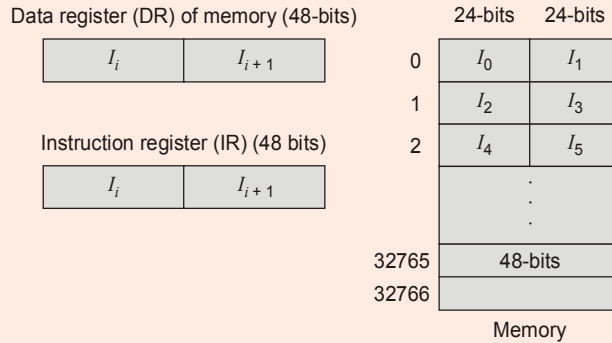 Data register (DR) of memory (48-bits)
I_i I_{i + 1}
Instruction register (IR) (48 bits)
I_i I_{i + 1}
24-bits 24-bits
0 I_0 I_1
1 I_2 I_3
2 I_4 I_5
.
.
.
32765 48-bits
32766
Memory